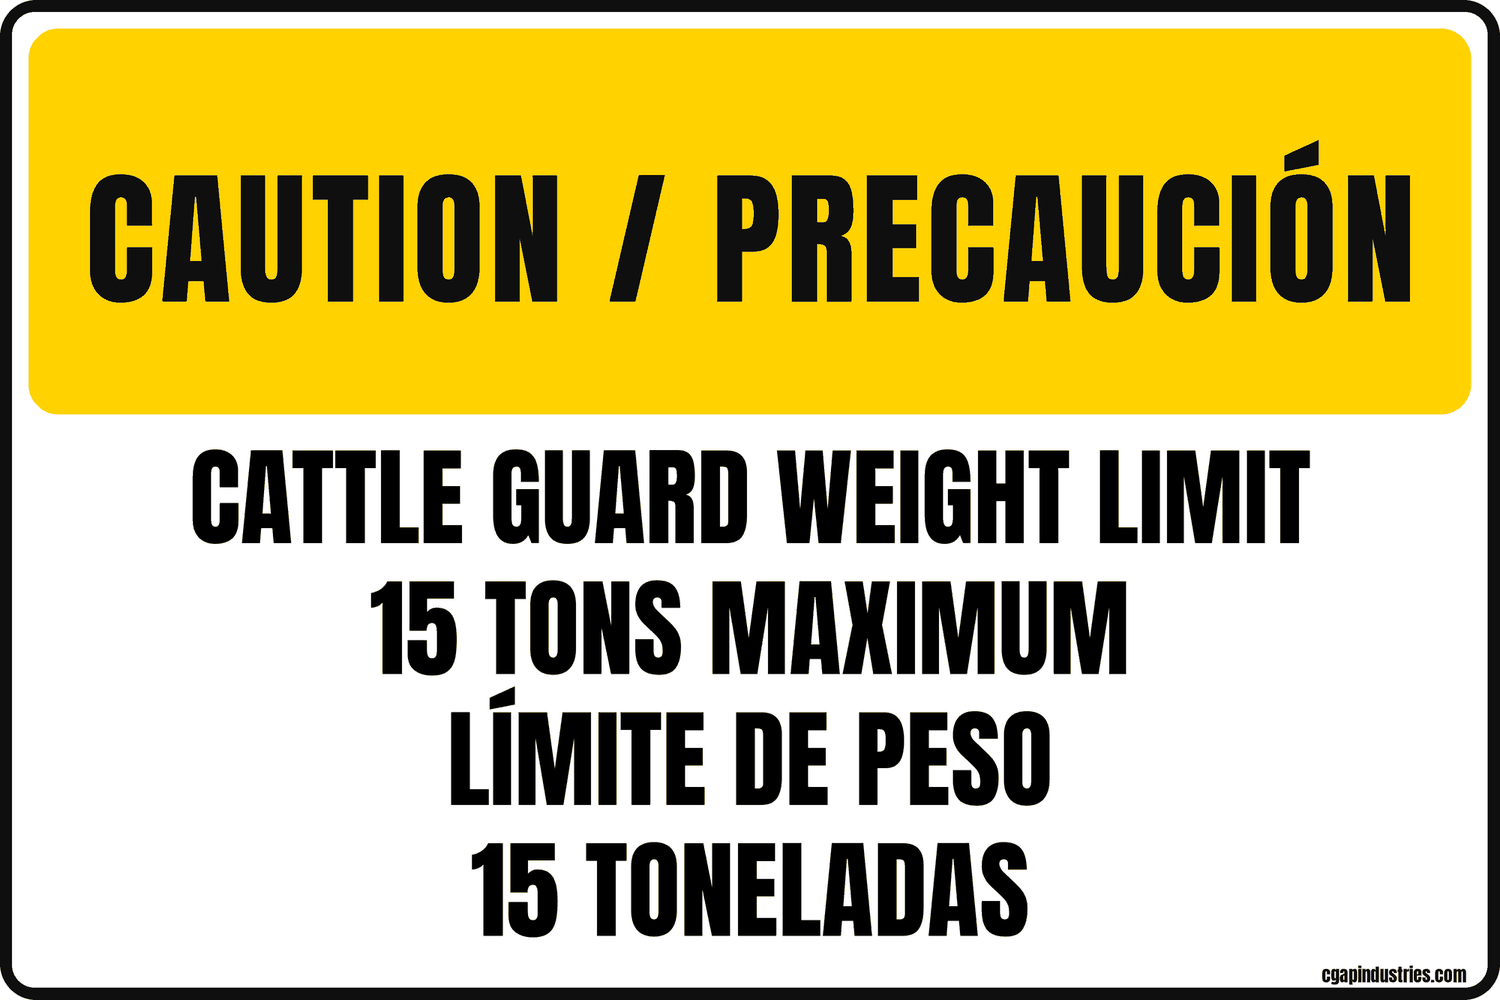 CAUTION / PRECAUCIÓN
CATTLE GUARD WEIGHT LIMIT
15 TONS MAXIMUM
LÍMITE DE PESO
15 TONELADAS
cgapindustries.com